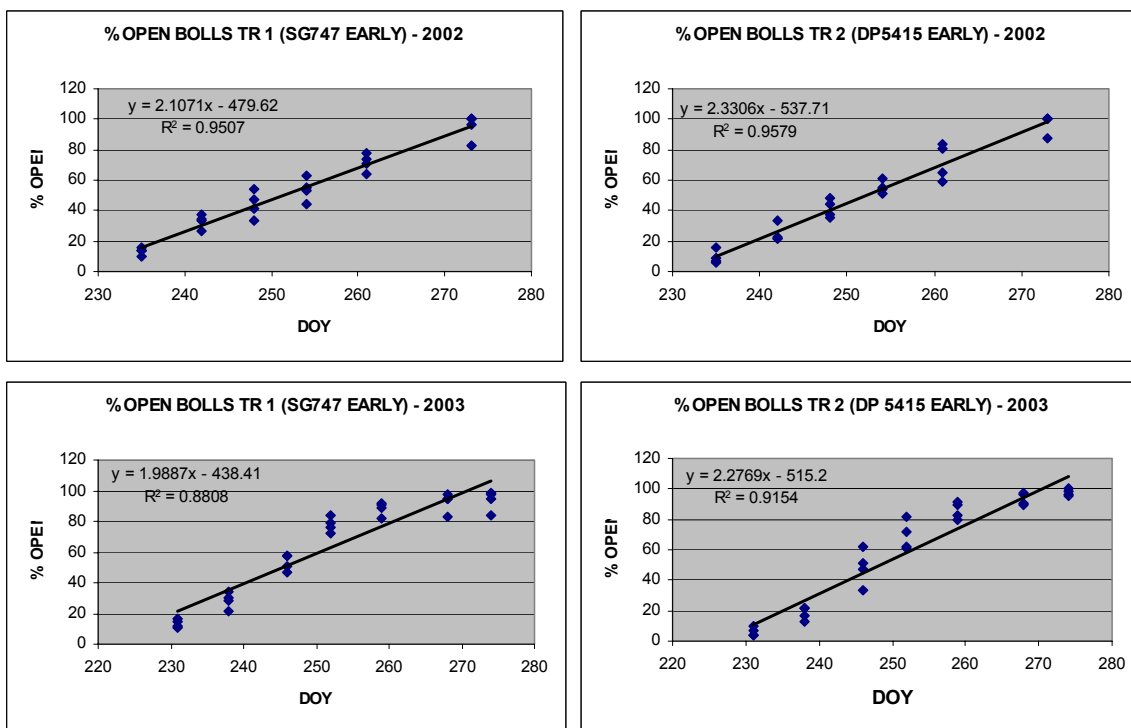 % OPEN BOLLS TR 1 (SG747 EARLY) - 2002
y = 2.1071x - 479.62
R² = 0.9507
120
100
80
60
40
20
0
% OPEI
230 240 250 260 270 280
DOY
% OPEN BOLLS TR 2 (DP5415 EARLY) - 2002
y = 2.3306x - 537.71
R² = 0.9579
120
100
80
60
40
20
0
% OPEI
230 240 250 260 270 280
DOY
% OPEN BOLLS TR 1 (SG747 EARLY) - 2003
y = 1.9887x - 438.41
R² = 0.8808
120
100
80
60
40
20
0
% OPEI
220 230 240 250 260 270 280
DOY
% OPEN BOLLS TR 2 (DP 5415 EARLY) - 2003
y = 2.2769x - 515.2
R² = 0.9154
120
100
80
60
40
20
0
% OPEI
220 230 240 250 260 270 280
DOY